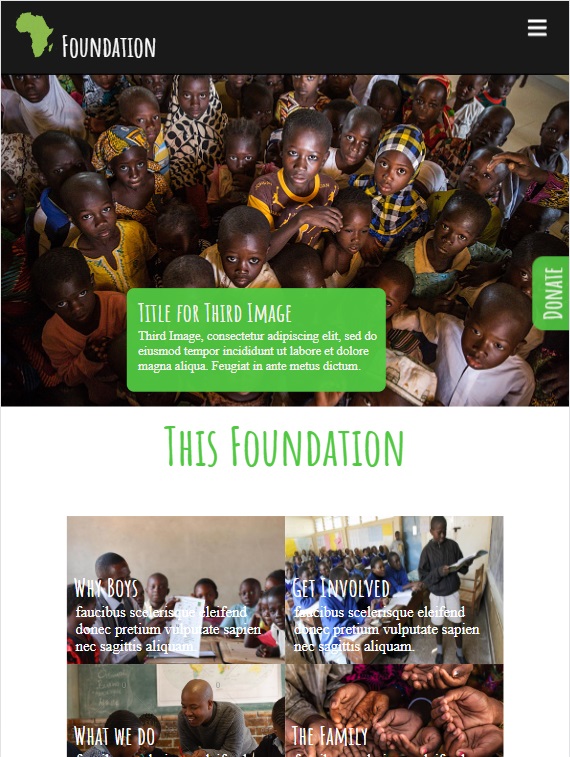 Foundation
Donate
Title for Third Image
Third Image, consectetur adipiscing elit, sed do
eiusmod tempor incididunt ut labore et dolore
magna aliqua. Feugiat in ante metus dictum.
This Foundation
Why Boys
faucibus scelerisque eleifend
donec pretium vulputate sapien
nec sagittis aliquam.
Get Involved
faucibus scelerisque eleifend
donec pretium vulputate sapien
nec sagittis aliquam.
What we do
The Family